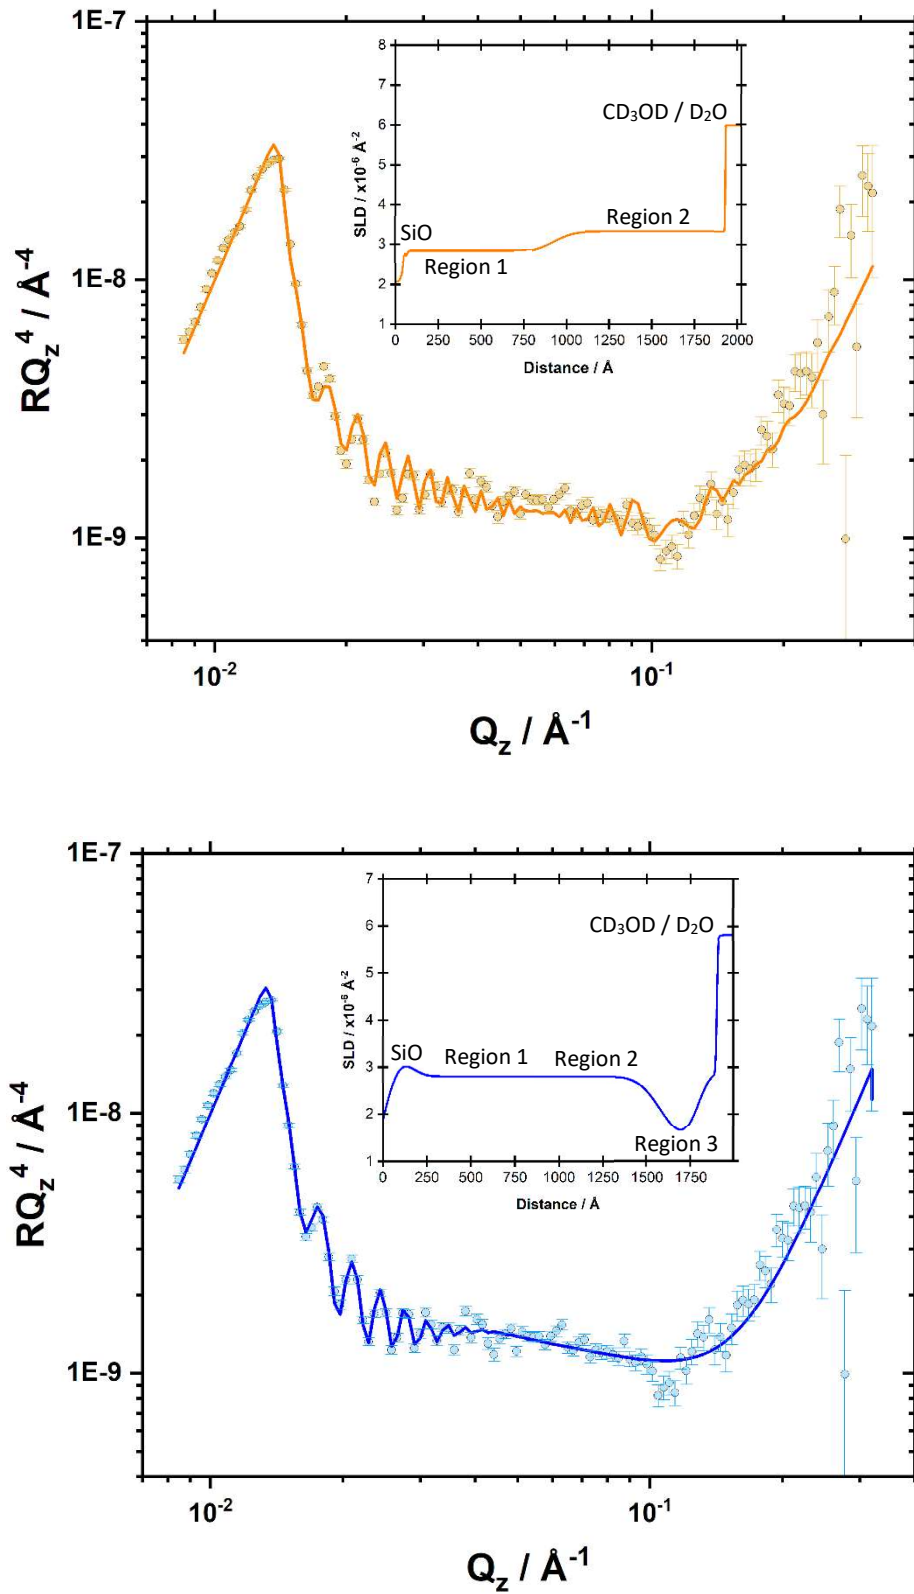 1E-7
8
7
6
5
4
3
2
1
SLD / x10⁻⁶ Å⁻²
CD₃OD / D₂O
Region 2
SiO
Region 1
0 250 500 750 1000 1250 1500 1750 2000
Distance / Å
1E-8
RQz⁴ / Å⁻⁴
1E-9
10⁻² 10⁻¹
Qz / Å⁻¹
1E-7
7
6
5
4
3
2
1
SLD / x10⁻⁶ Å⁻²
CD₃OD / D₂O
SiO Region 1 Region 2
Region 3
0 250 500 750 1000 1250 1500 1750
Distance / Å
1E-8
RQz⁴ / Å⁻⁴
1E-9
10⁻² 10⁻¹
Qz / Å⁻¹